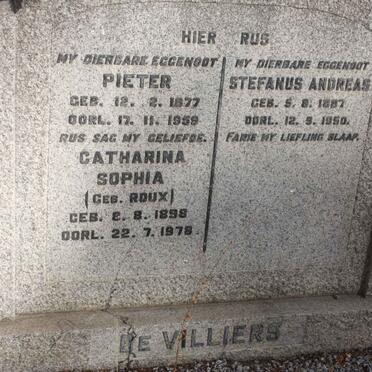 HIER RUS
MY DIERBARE EGGENOOT
PIETER
GEB. 12. 2. 1877
OORL. 17. 11. 1959
RUS SAG MY GELIEFDE.
CATHARINA
SOPHIA
(GEB. ROUX)
GEB. 2. 8. 1898
OORL. 22. 7. 1978.
MY DIERBARE EGGENOOT
STEFANUS ANDREAS
GEB. 5. 8. 1887
OORL. 12. 9. 1950.
FARIE MY LIEFLING SLAAP.
DE VILLIERS